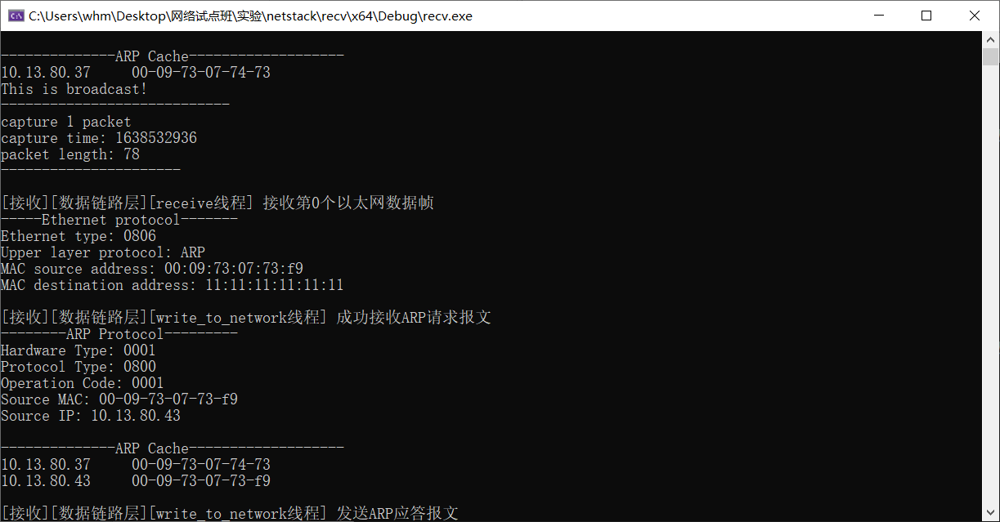 C:\Users\whm\Desktop\网络试点班\实验\netstack\recv\x64\Debug\recv.exe
--------------ARP Cache-------------------
10.13.80.37     00-09-73-07-74-73
This is broadcast!
----------------------------
capture 1 packet
capture time: 1638532936
packet length: 78
----------------------
[接收][数据链路层][receive线程] 接收第0个以太网数据帧
-----Ethernet protocol-------
Ethernet type: 0806
Upper layer protocol: ARP
MAC source address: 00:09:73:07:73:f9
MAC destination address: 11:11:11:11:11:11
[接收][数据链路层][write_to_network线程] 成功接收ARP请求报文
--------ARP Protocol---------
Hardware Type: 0001
Protocol Type: 0800
Operation Code: 0001
Source MAC: 00-09-73-07-73-f9
Source IP: 10.13.80.43
--------------ARP Cache-------------------
10.13.80.37     00-09-73-07-74-73
10.13.80.43     00-09-73-07-73-f9
[接收][数据链路层][write_to_network线程] 发送ARP应答报文